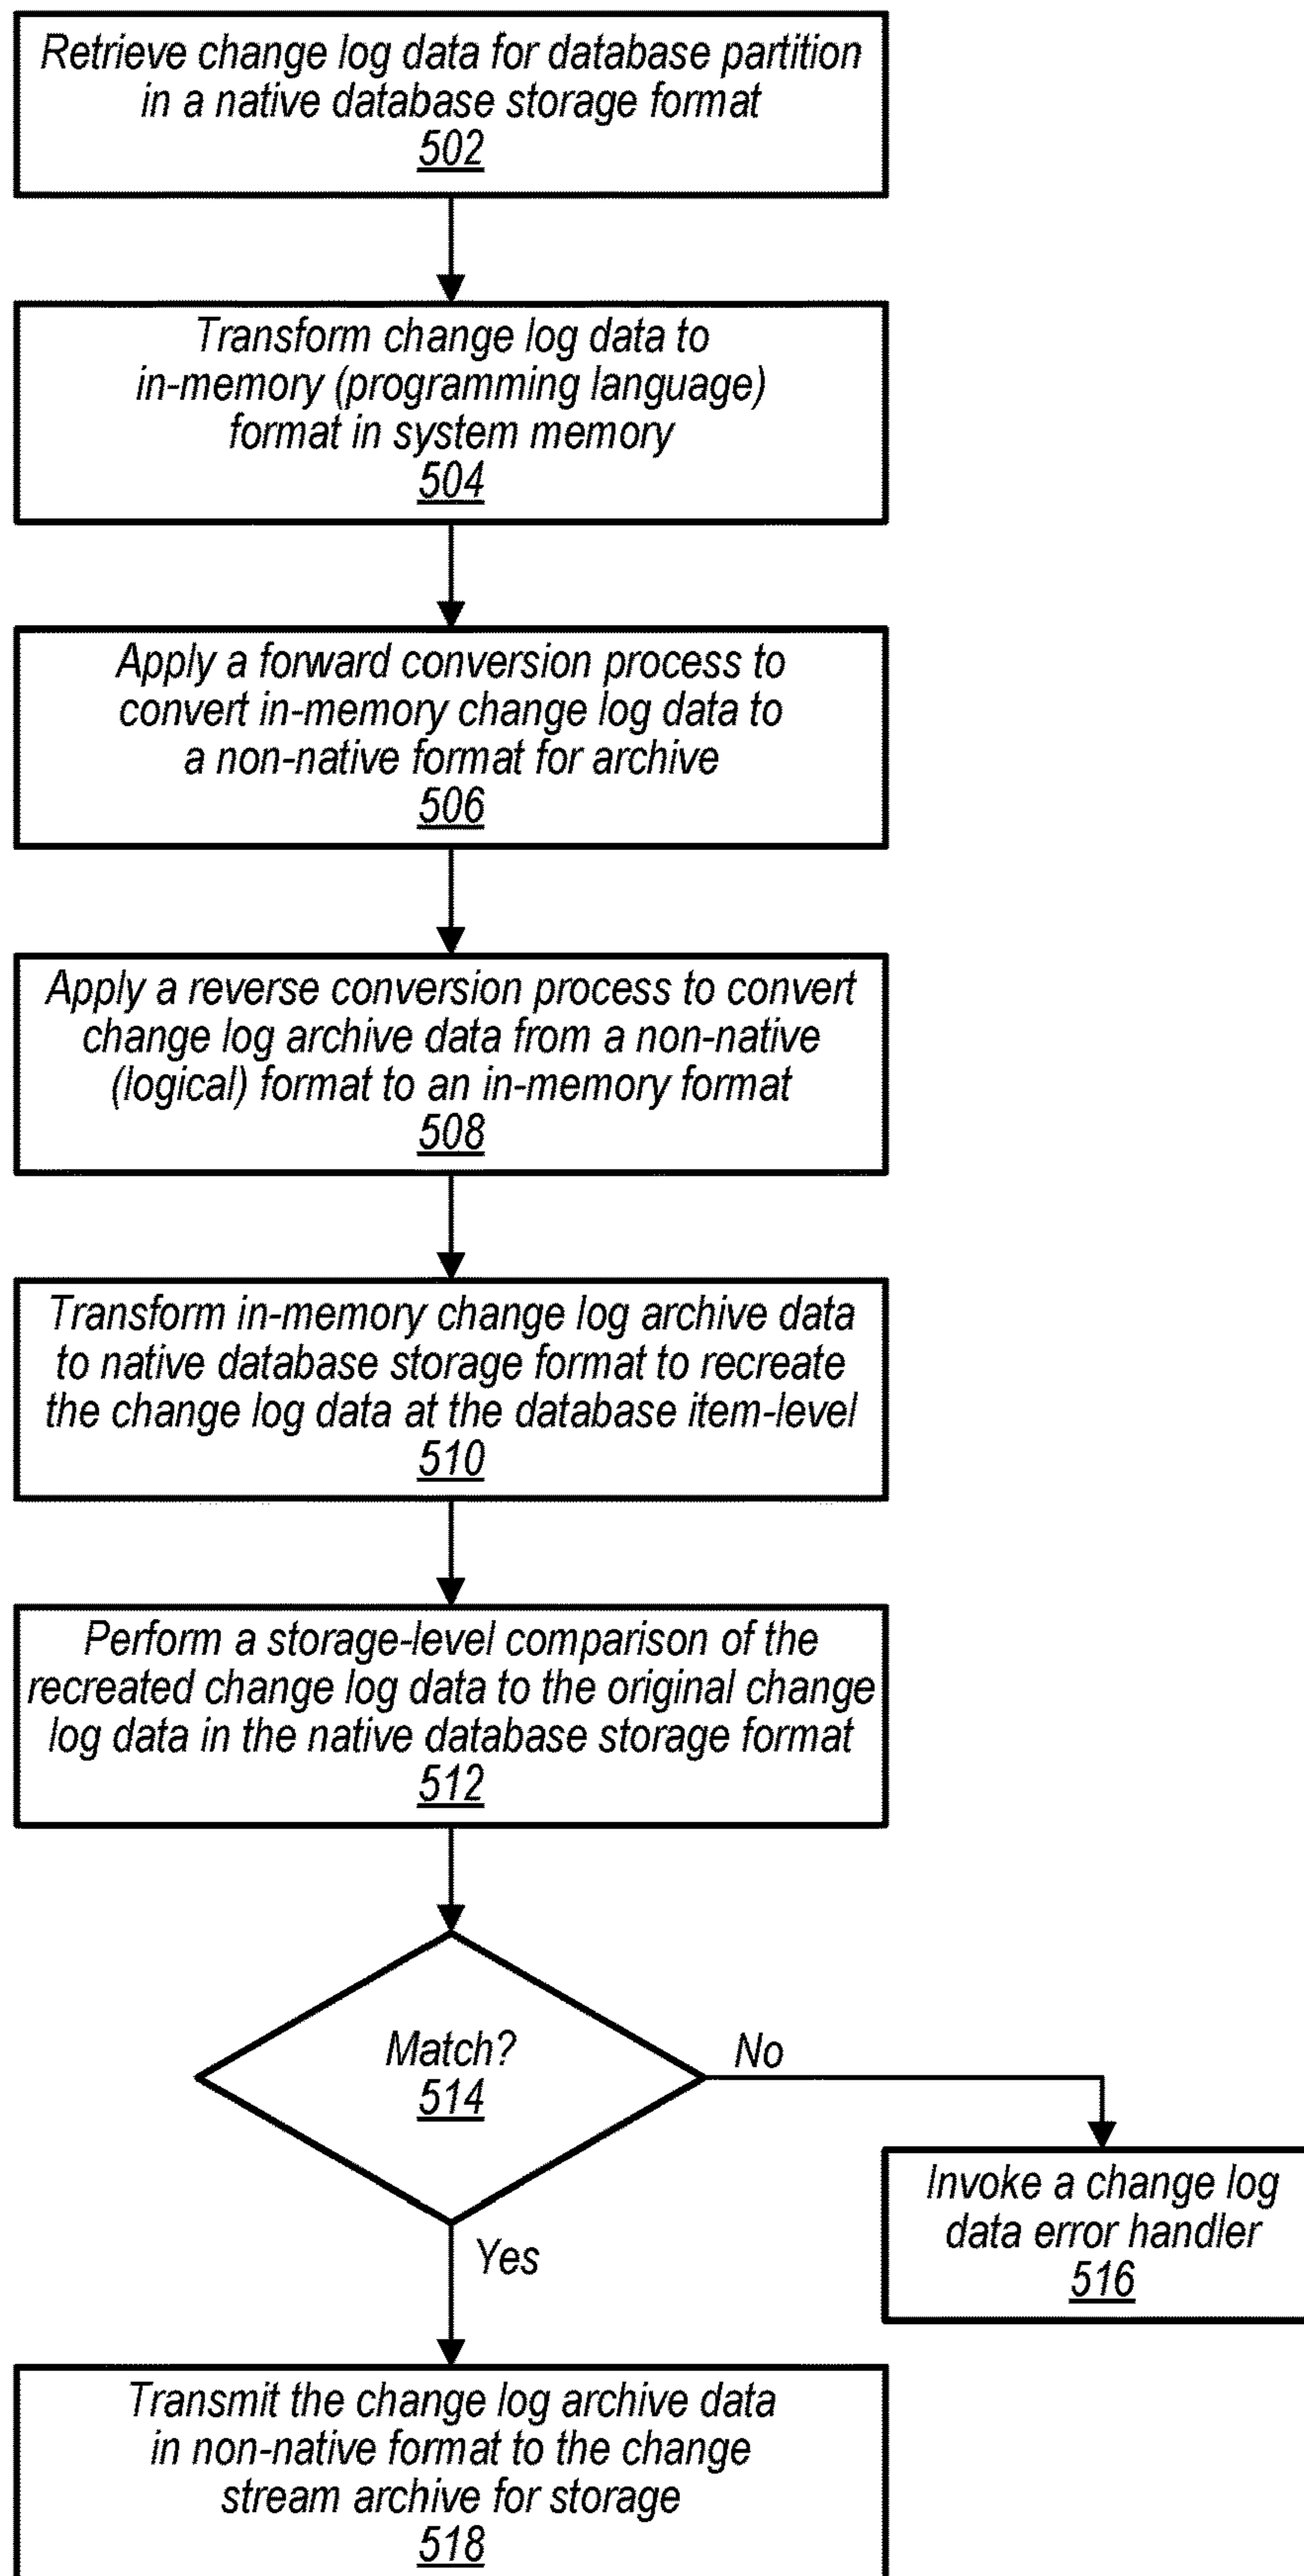 Retrieve change log data for database partition
in a native database storage format
502
Transform change log data to
in-memory (programming language)
format in system memory
504
Apply a forward conversion process to
convert in-memory change log data to
a non-native format for archive
506
Apply a reverse conversion process to convert
change log archive data from a non-native
(logical) format to an in-memory format
508
Transform in-memory change log archive data
to native database storage format to recreate
the change log data at the database item-level
510
Perform a storage-level comparison of the
recreated change log data to the original change
log data in the native database storage format
512
Match?
514
No
Invoke a change log
data error handler
516
Yes
Transmit the change log archive data
in non-native format to the change
stream archive for storage
518